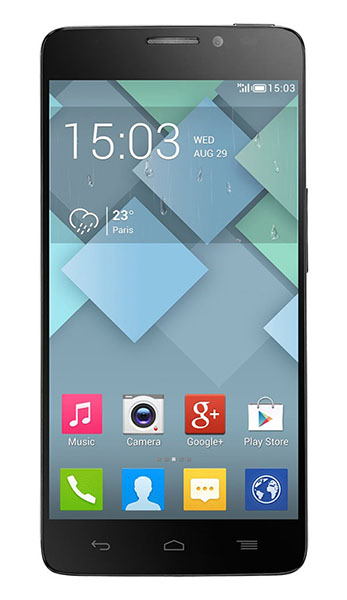 15:03
15:03
WED
AUG 29
23°
Paris
Music
Camera
g+
Google+
Play Store